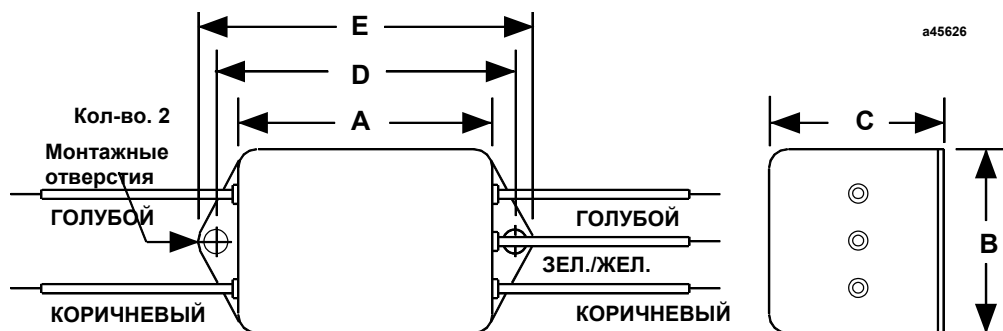 E
a45626
D
Кол-во. 2
A
C
Монтажные
отверстия
ГОЛУБОЙ
ГОЛУБОЙ
B
ЗЕЛ./ЖЕЛ.
КОРИЧНЕВЫЙ
КОРИЧНЕВЫЙ